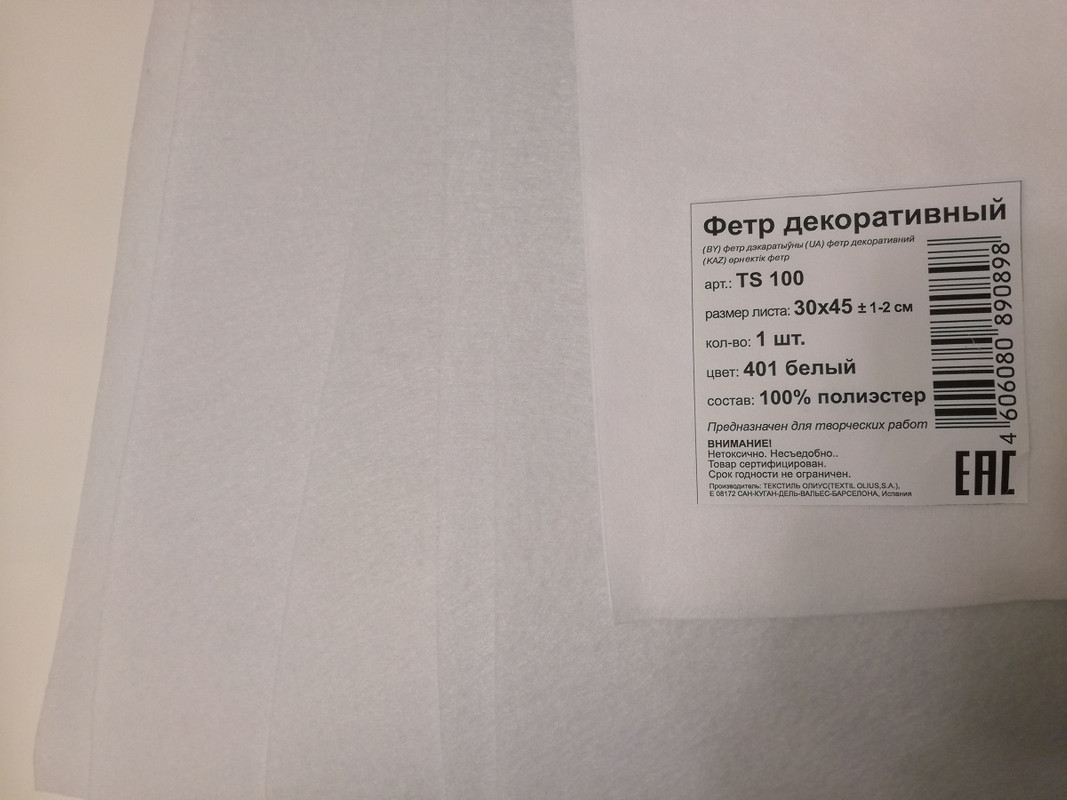 Фетр декоративный
(BY) фетр дэкаратыўны (UA) фетр декоративний
(KAZ) өрнектік фетр
арт.: TS 100
размер листа: 30x45 ± 1-2 см
кол-во: 1 шт.
цвет: 401 белый
состав: 100% полиэстер
Предназначен для творческих работ
ВНИМАНИЕ!
Нетоксично. Несъедобно..
Товар сертифицирован.
Срок годности не ограничен.
Производитель: ТЕКСТИЛЬ ОЛИУС(TEXTIL OLIUS,S.A.),
E 08172 САН-КУГАН-ДЕЛЬ-ВАЛЬЕС-БАРСЕЛОНА, Испания
4 606080 890898
EAC